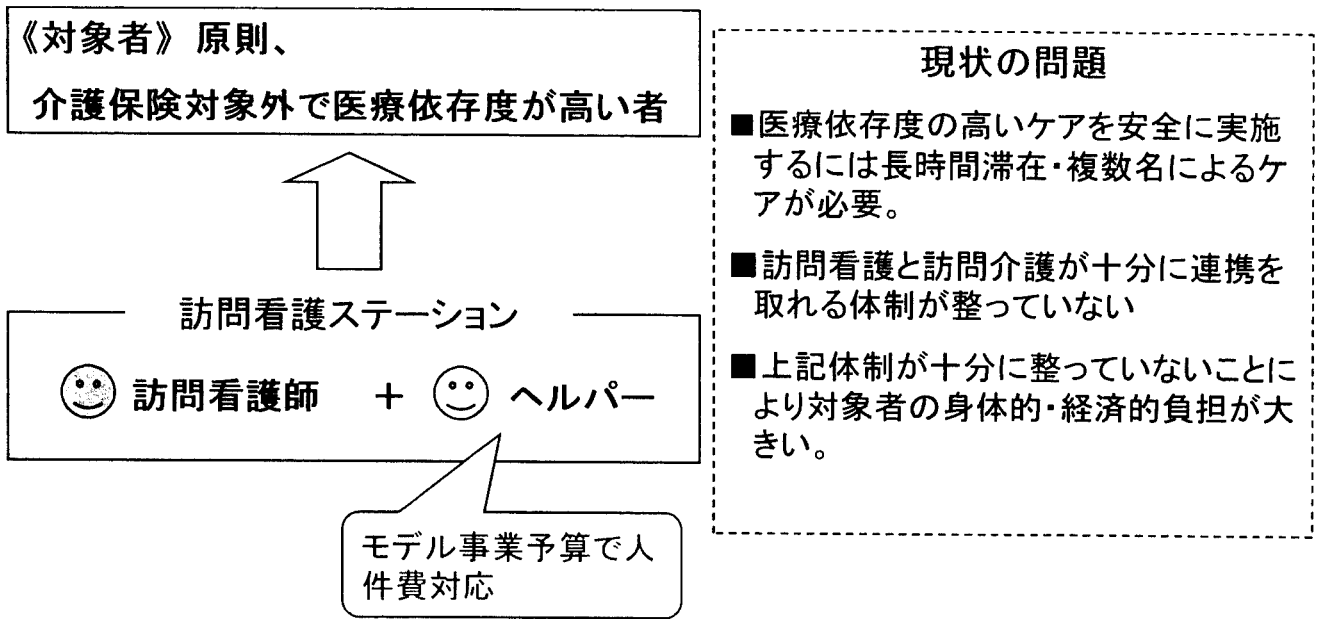 《対象者》原則、
介護保険対象外で医療依存度が高い者
訪問看護ステーション
訪問看護師 + ヘルパー
モデル事業予算で人
件費対応
現状の問題
■医療依存度の高いケアを安全に実施
するには長時間滞在・複数名によるケ
アが必要。
■訪問看護と訪問介護が十分に連携を
取れる体制が整っていない
■上記体制が十分に整っていないことに
より対象者の身体的・経済的負担が大
きい。